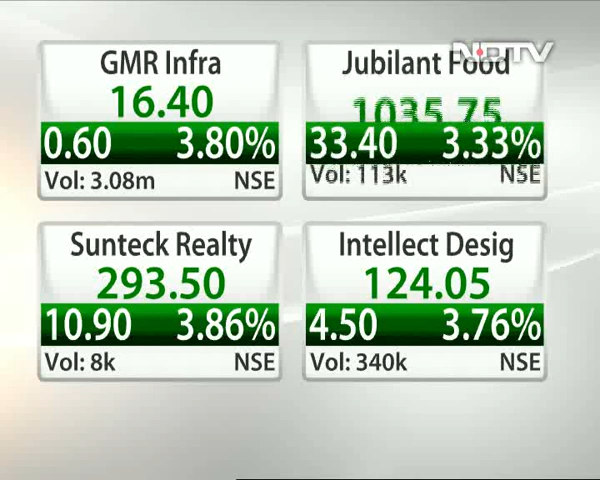 NDTV
GMR Infra
16.40
0.60 3.80%
Vol: 3.08m NSE
Jubilant Food
1035.75
33.40 3.33%
Vol: 113k NSE
Sunteck Realty
293.50
10.90 3.86%
Vol: 8k NSE
Intellect Desig
124.05
4.50 3.76%
Vol: 340k NSE